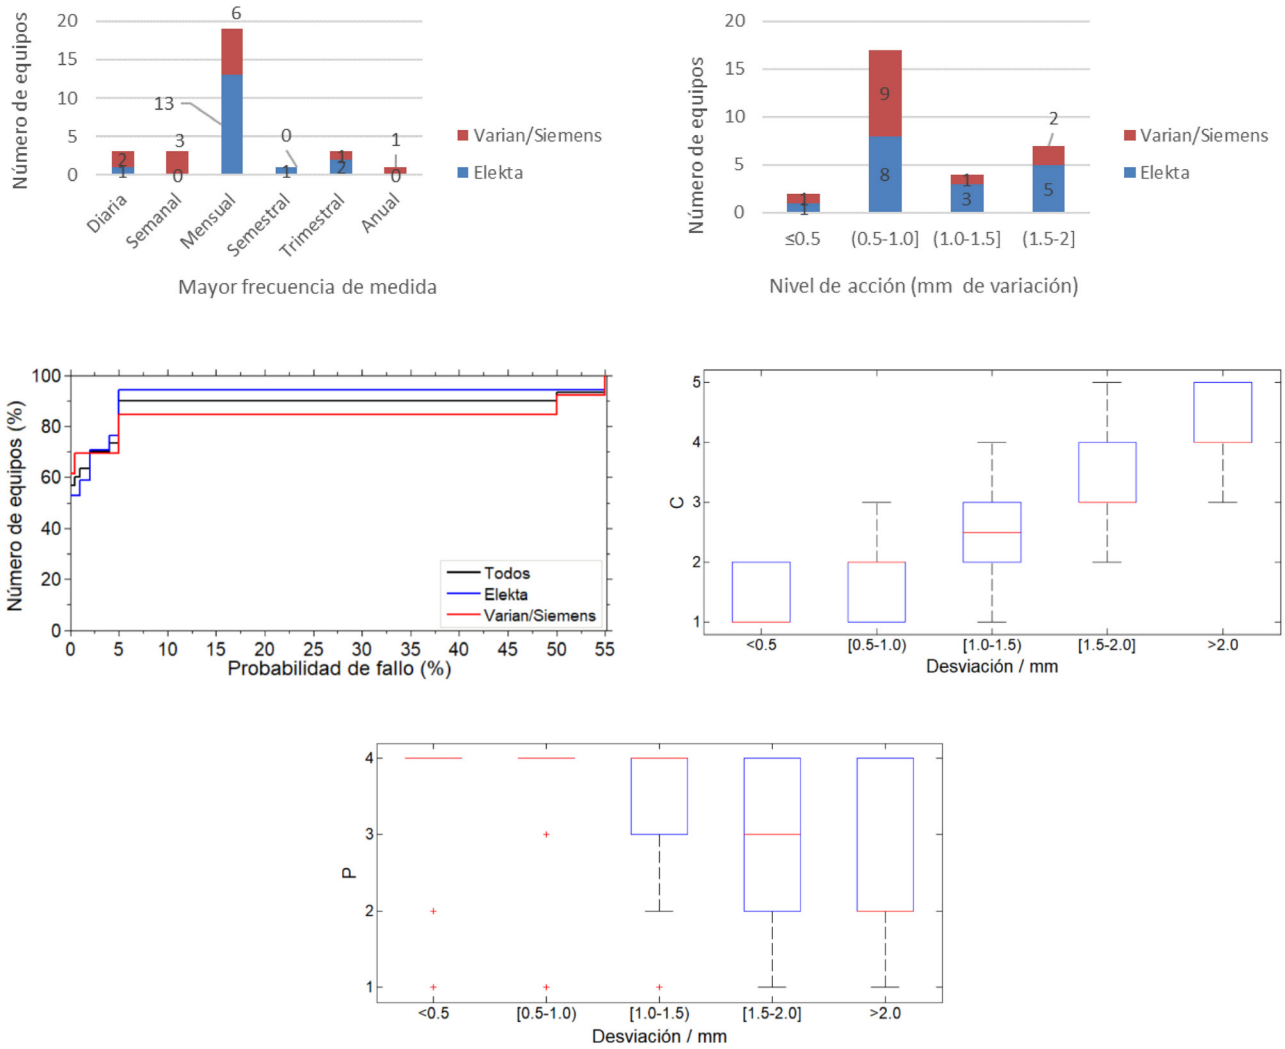 Número de equipos
20
15
10
5
0
6
13
3
2
1
0
0
1
1
2
1
0
Diaria
Semanal
Mensual
Semestral
Trimestral
Anual
Mayor frecuencia de medida
Varian/Siemens
Elekta
Número de equipos
20
15
10
5
0
1
1
9
8
1
3
2
5
≤0.5
(0.5-1.0]
(1.0-1.5]
(1.5-2]
Nivel de acción (mm de variación)
Varian/Siemens
Elekta
Número de equipos (%)
100
80
60
40
20
0
0 5 10 15 20 25 30 35 40 45 50 55
Probabilidad de fallo (%)
Todos
Elekta
Varian/Siemens
C
5
4
3
2
1
<0.5 [0.5-1.0) [1.0-1.5) [1.5-2.0] >2.0
Desviación / mm
P
4
3
2
1
<0.5 [0.5-1.0) [1.0-1.5) [1.5-2.0] >2.0
Desviación / mm